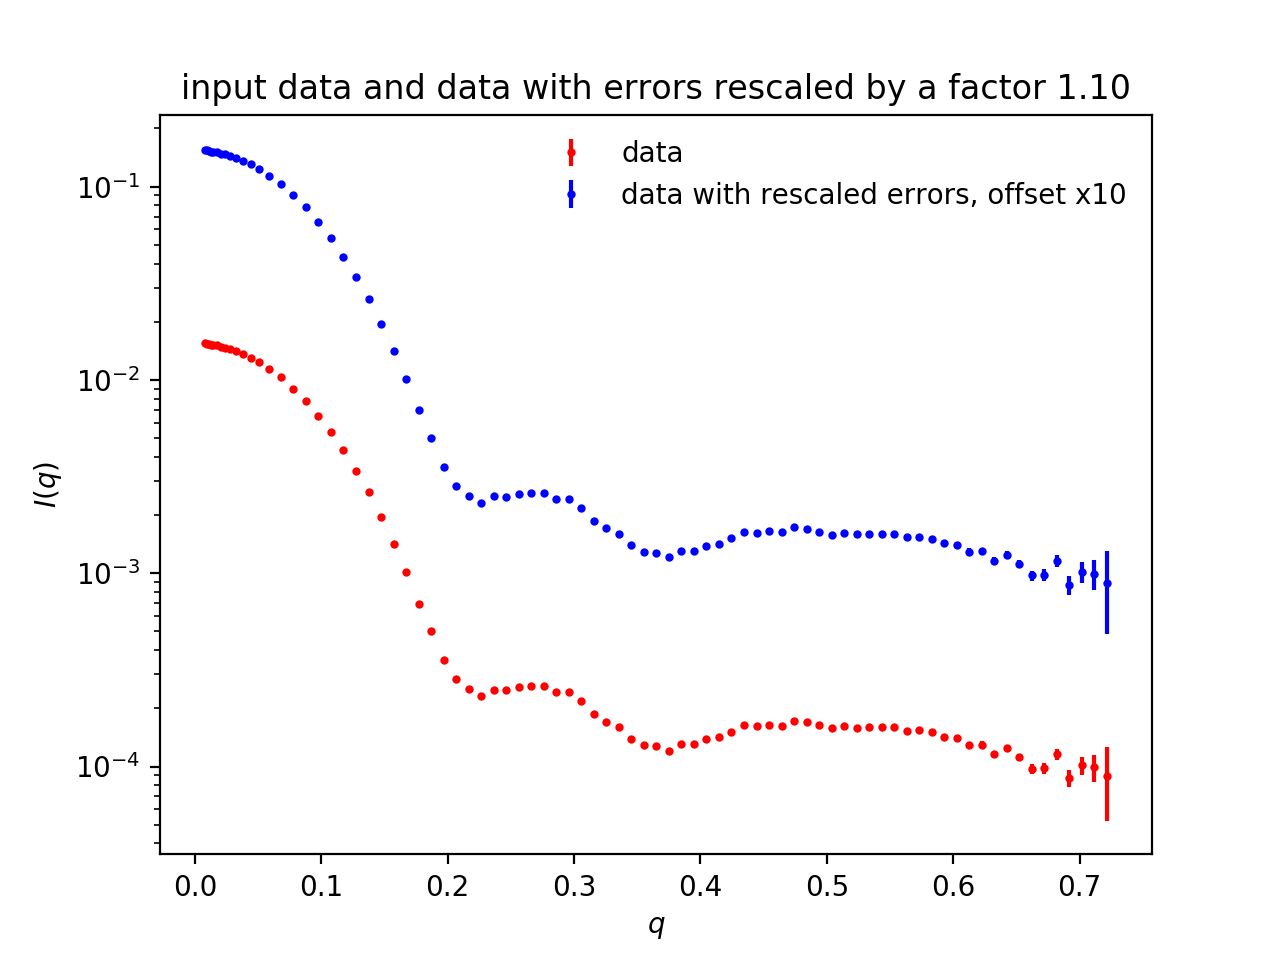 input data and data with errors rescaled by a factor 1.10
data
data with rescaled errors, offset x10
10⁻¹
10⁻²
10⁻³
10⁻⁴
I(q)
0.0 0.1 0.2 0.3 0.4 0.5 0.6 0.7
q